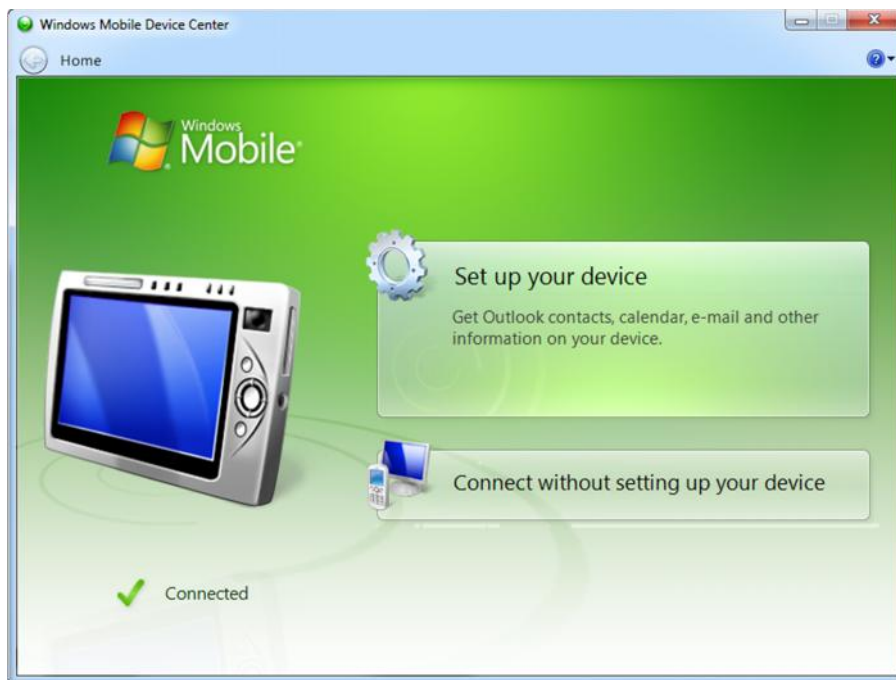 Windows Mobile Device Center
Home
Windows
Mobile
Set up your device
Get Outlook contacts, calendar, e-mail and other
information on your device.
Connect without setting up your device
Connected